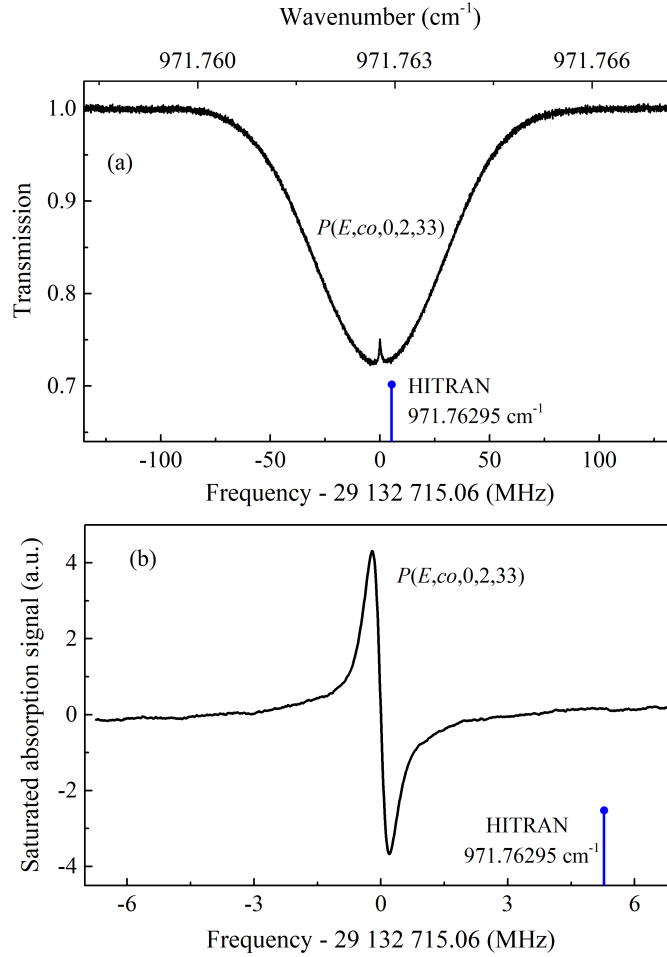 Wavenumber (cm-1)
971.760 971.763 971.766
1.0
(a)
0.9
P(E,co,0,2,33)
Transmission
0.8
0.7
HITRAN
971.76295 cm-1
-100 -50 0 50 100
Frequency - 29 132 715.06 (MHz)
(b)
4
P(E,co,0,2,33)
2
Saturated absorption signal (a.u.)
0
-2
HITRAN
971.76295 cm-1
-4
-6 -3 0 3 6
Frequency - 29 132 715.06 (MHz)